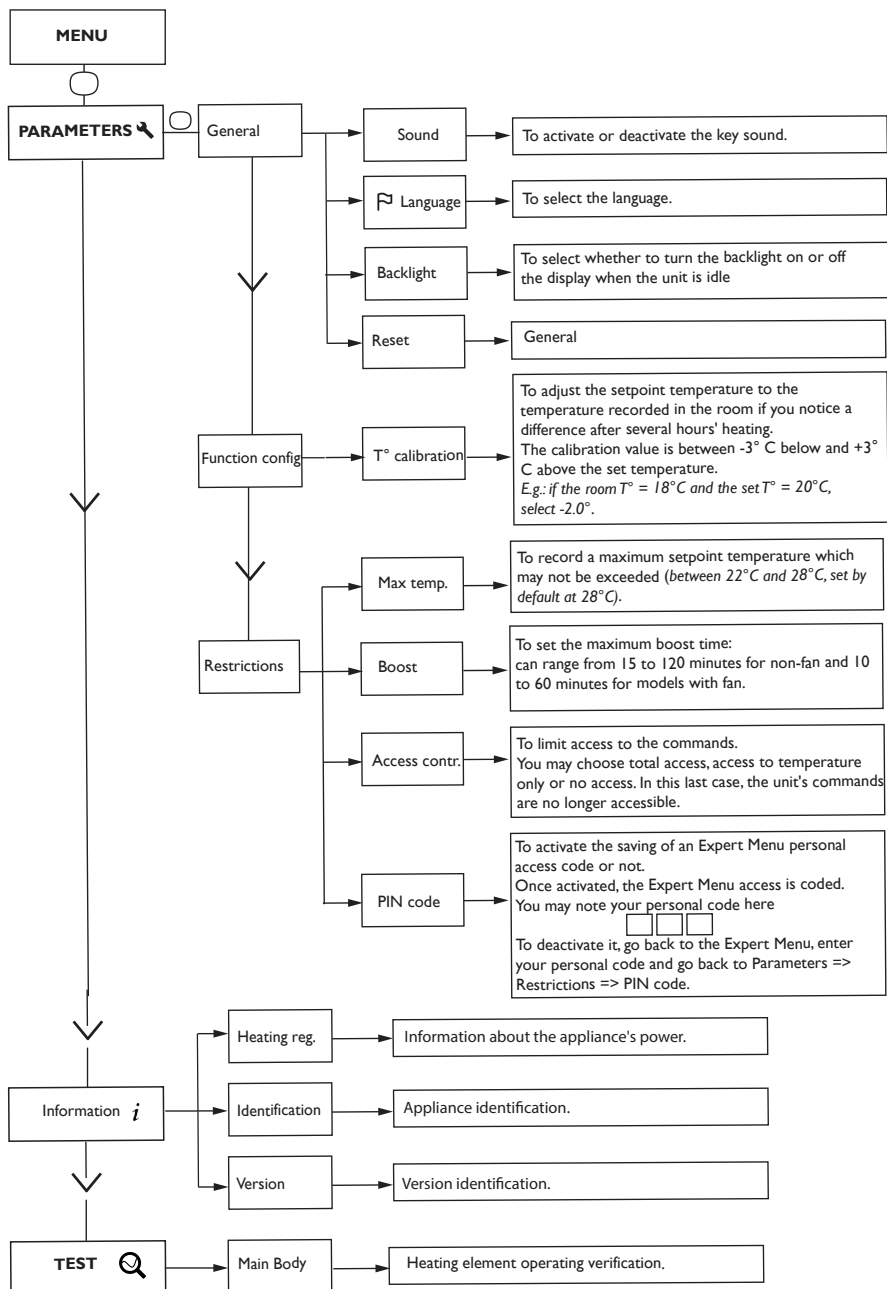 MENU
PARAMETERS
General
Sound
To activate or deactivate the key sound.
Language
To select the language.
Backlight
To select whether to turn the backlight on or off
the display when the unit is idle
Reset
General
Function config
T° calibration
To adjust the setpoint temperature to the
temperature recorded in the room if you notice a
difference after several hours' heating.
The calibration value is between -3° C below and +3°
C above the set temperature.
E.g.: if the room T° = 18°C and the set T° = 20°C,
select -2.0°.
Restrictions
Max temp.
To record a maximum setpoint temperature which
may not be exceeded (between 22°C and 28°C, set by
default at 28°C).
Boost
To set the maximum boost time:
can range from 15 to 120 minutes for non-fan and 10
to 60 minutes for models with fan.
Access contr.
To limit access to the commands.
You may choose total access, access to temperature
only or no access. In this last case, the unit's commands
are no longer accessible.
PIN code
To activate the saving of an Expert Menu personal
access code or not.
Once activated, the Expert Menu access is coded.
You may note your personal code here
To deactivate it, go back to the Expert Menu, enter
your personal code and go back to Parameters =>
Restrictions => PIN code.
Information i
Heating reg.
Information about the appliance's power.
Identification
Appliance identification.
Version
Version identification.
TEST
Main Body
Heating element operating verification.